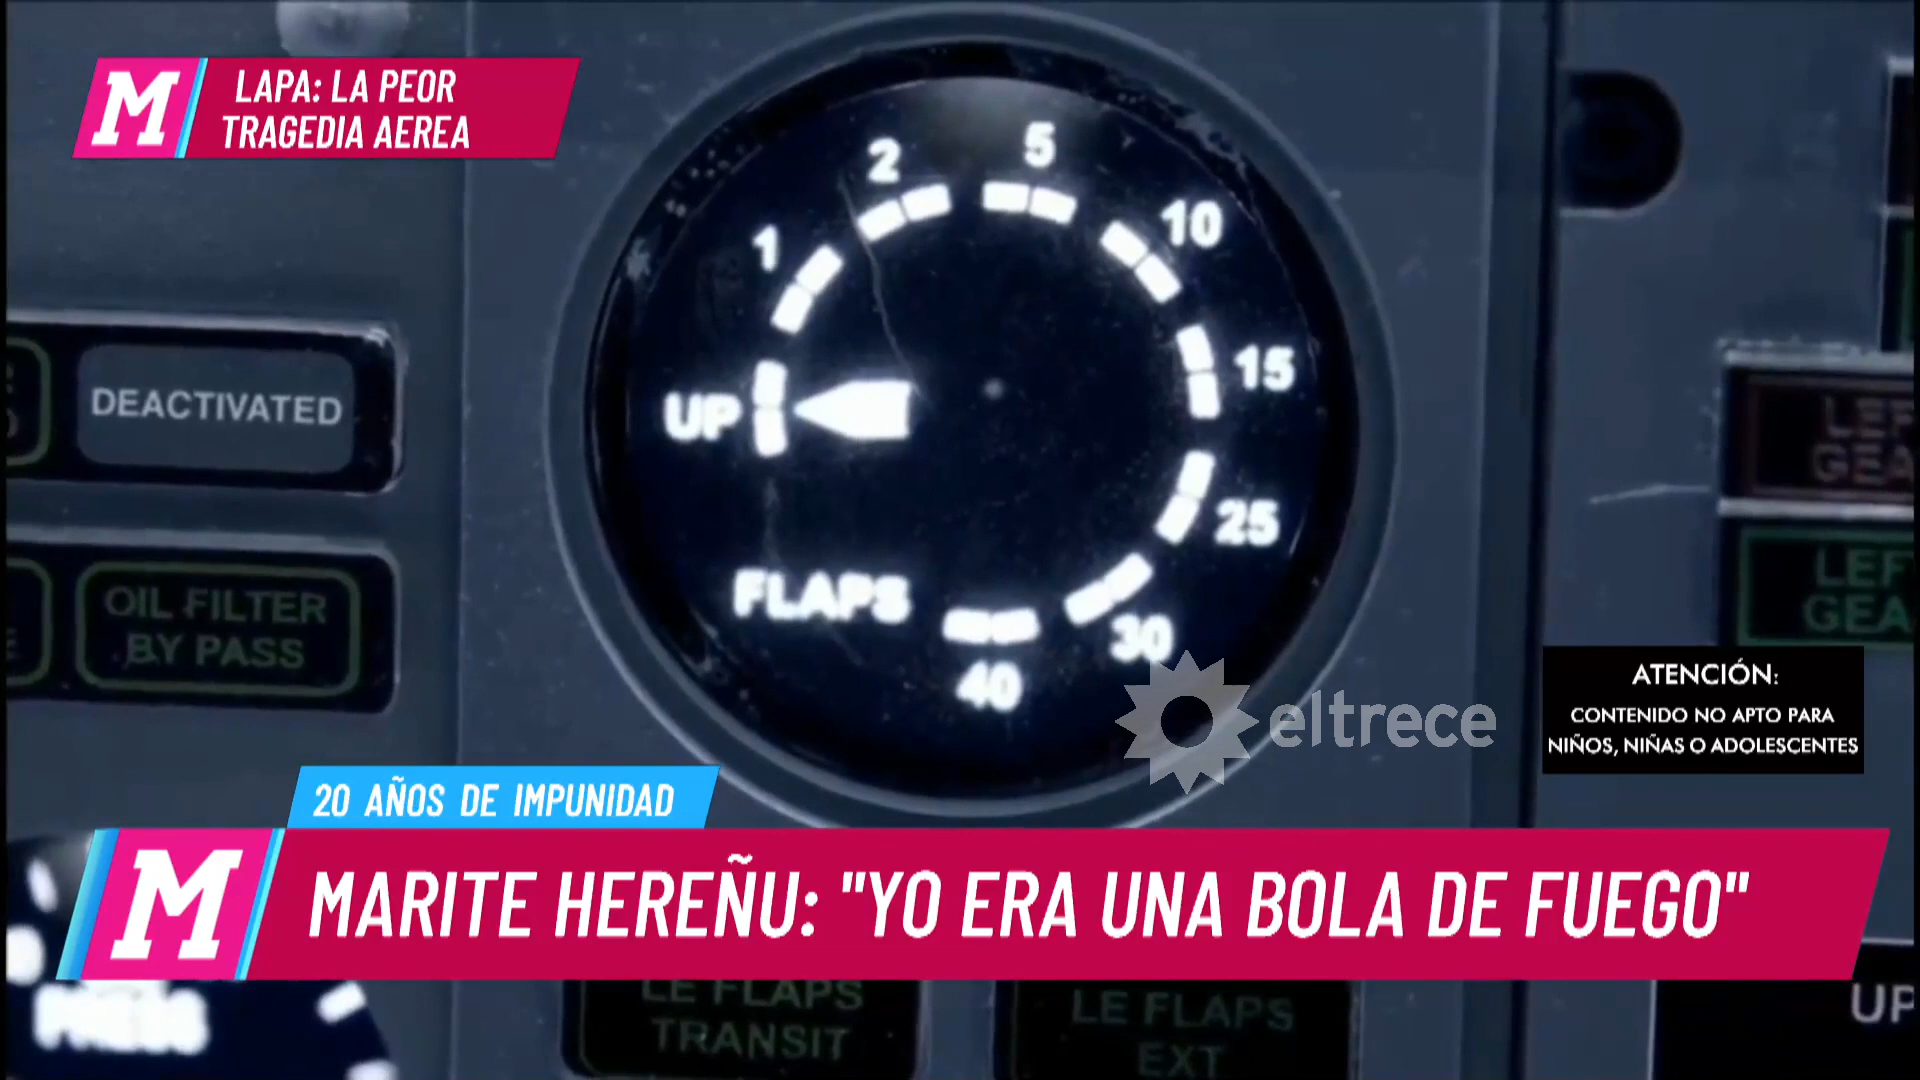 M
LAPA: LA PEOR
TRAGEDIA AEREA
1
2
5
10
15
25
30
40
UP
FLAPS
DEACTIVATED
OIL FILTER
BY PASS
eltrece
ATENCIÓN:
CONTENIDO NO APTO PARA
NIÑOS, NIÑAS O ADOLESCENTES
20 AÑOS DE IMPUNIDAD
M
MARITE HEREÑU: "YO ERA UNA BOLA DE FUEGO"
PRESS
LE FLAPS
TRANSIT
LE FLAPS
EXT
UP